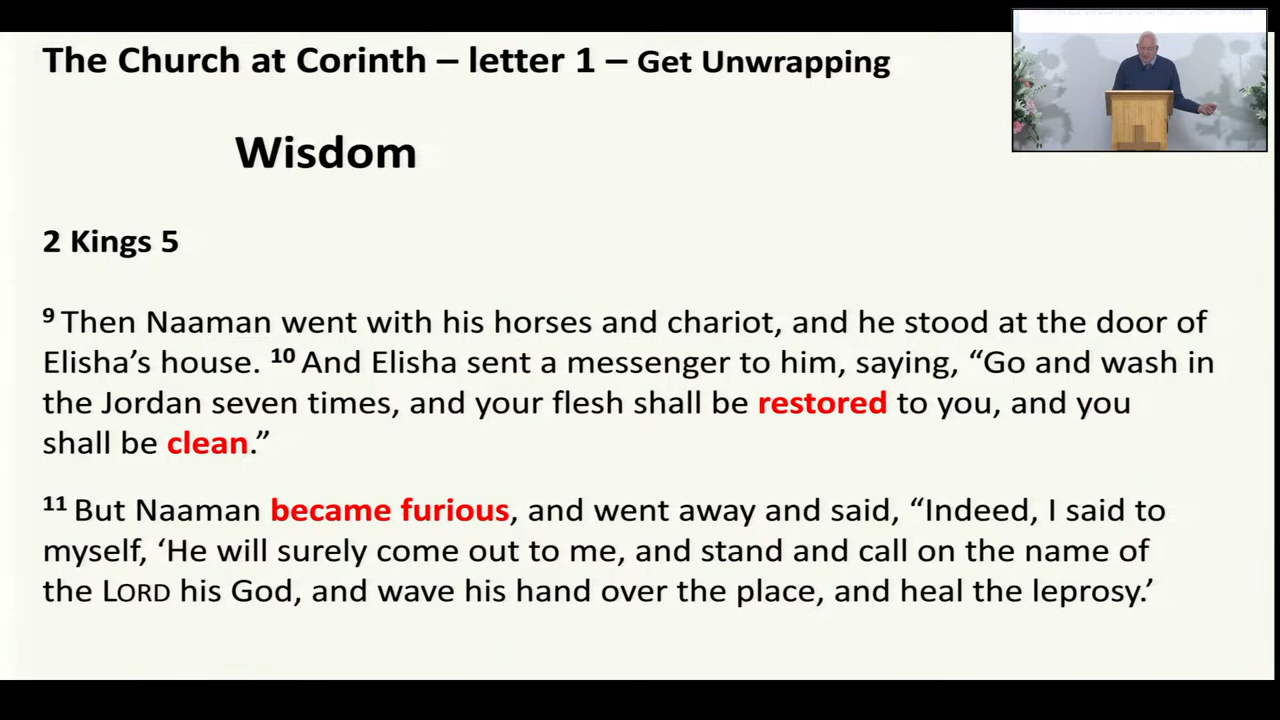 The Church at Corinth – letter 1 – Get Unwrapping
Wisdom
2 Kings 5
9 Then Naaman went with his horses and chariot, and he stood at the door of
Elisha’s house. 10 And Elisha sent a messenger to him, saying, “Go and wash in
the Jordan seven times, and your flesh shall be restored to you, and you
shall be clean.”
11 But Naaman became furious, and went away and said, “Indeed, I said to
myself, ‘He will surely come out to me, and stand and call on the name of
the LORD his God, and wave his hand over the place, and heal the leprosy.’